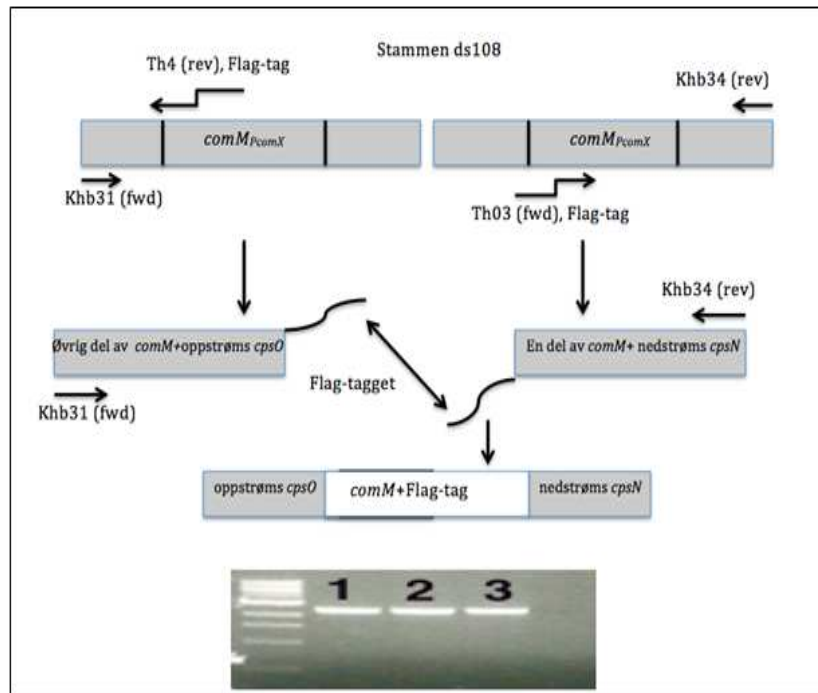 Stammen ds108
Th4 (rev), Flag-tag
Khb34 (rev)
comM_PcomX
comM_PcomX
Khb31 (fwd)
Th03 (fwd), Flag-tag
Khb34 (rev)
Øvrig del av comM+oppstrøms cpsO
En del av comM+ nedstrøms cpsN
Flag-tagget
Khb31 (fwd)
oppstrøms cpsO
comM+Flag-tag
nedstrøms cpsN
1 2 3